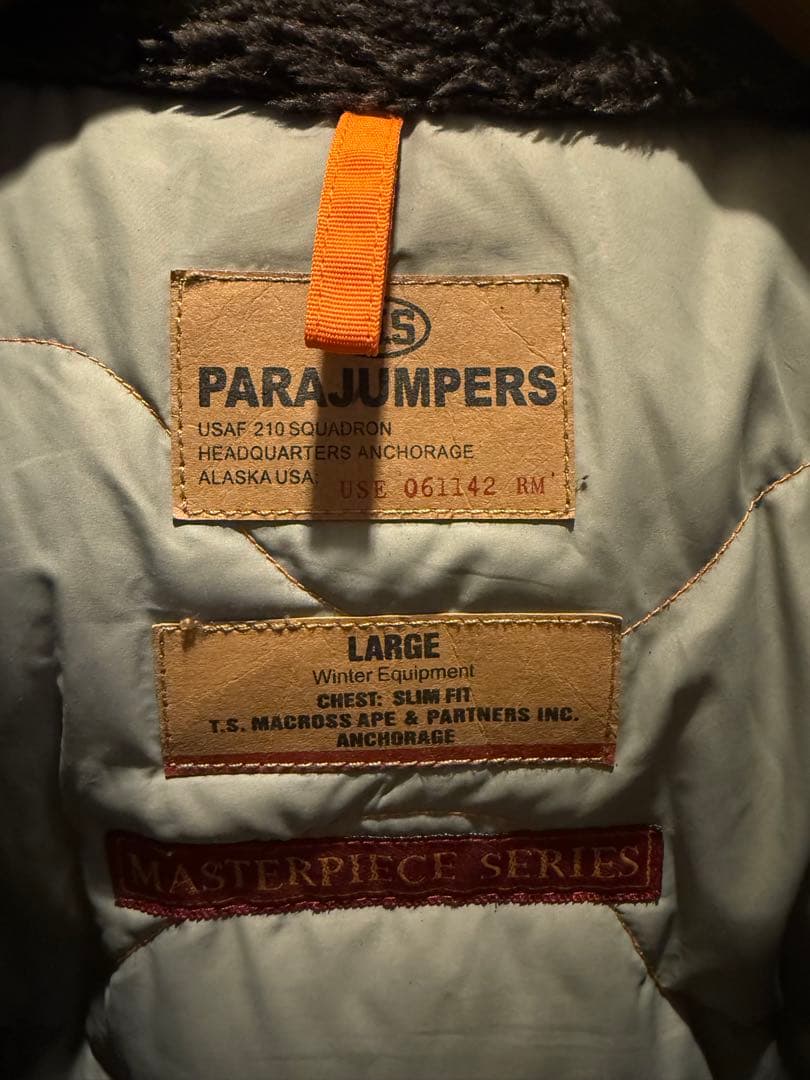 PARAJUMPERS
USAF 210 SQUADRON
HEADQUARTERS ANCHORAGE
ALASKA USA.
USE 061142 RM
LARGE
Winter Equipment
CHEST: SLIM FIT
T.S. MACROSS APE & PARTNERS INC.
ANCHORAGE
MASTERPIECE SERIES